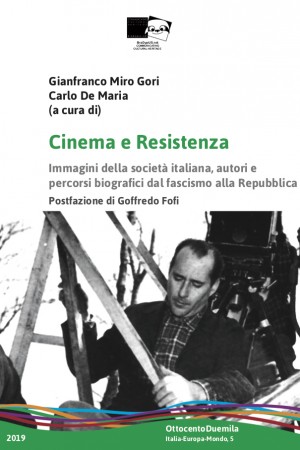 Gianfranco Miro Gori
Carlo De Maria
(a cura di)
Cinema e Resistenza
Immagini della società italiana, autori e
percorsi biografici dal fascismo alla Repubblica
Postfazione di Goffredo Fofi
OttocentoDuemila
2019
Italia-Europa-Mondo, 5